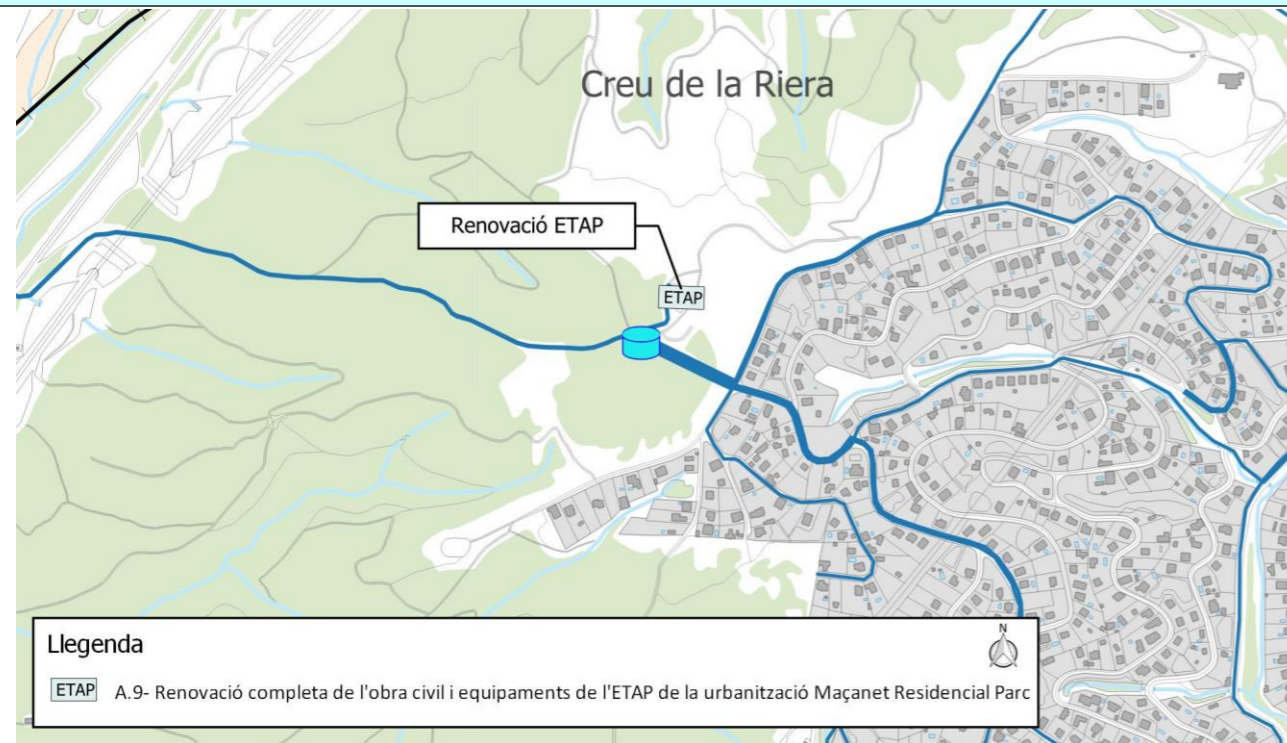 Creu de la Riera
Renovació ETAP
ETAP
Llegenda
N
ETAP A.9- Renovació completa de l'obra civil i equipaments de l'ETAP de la urbanització Maçanet Residencial Parc